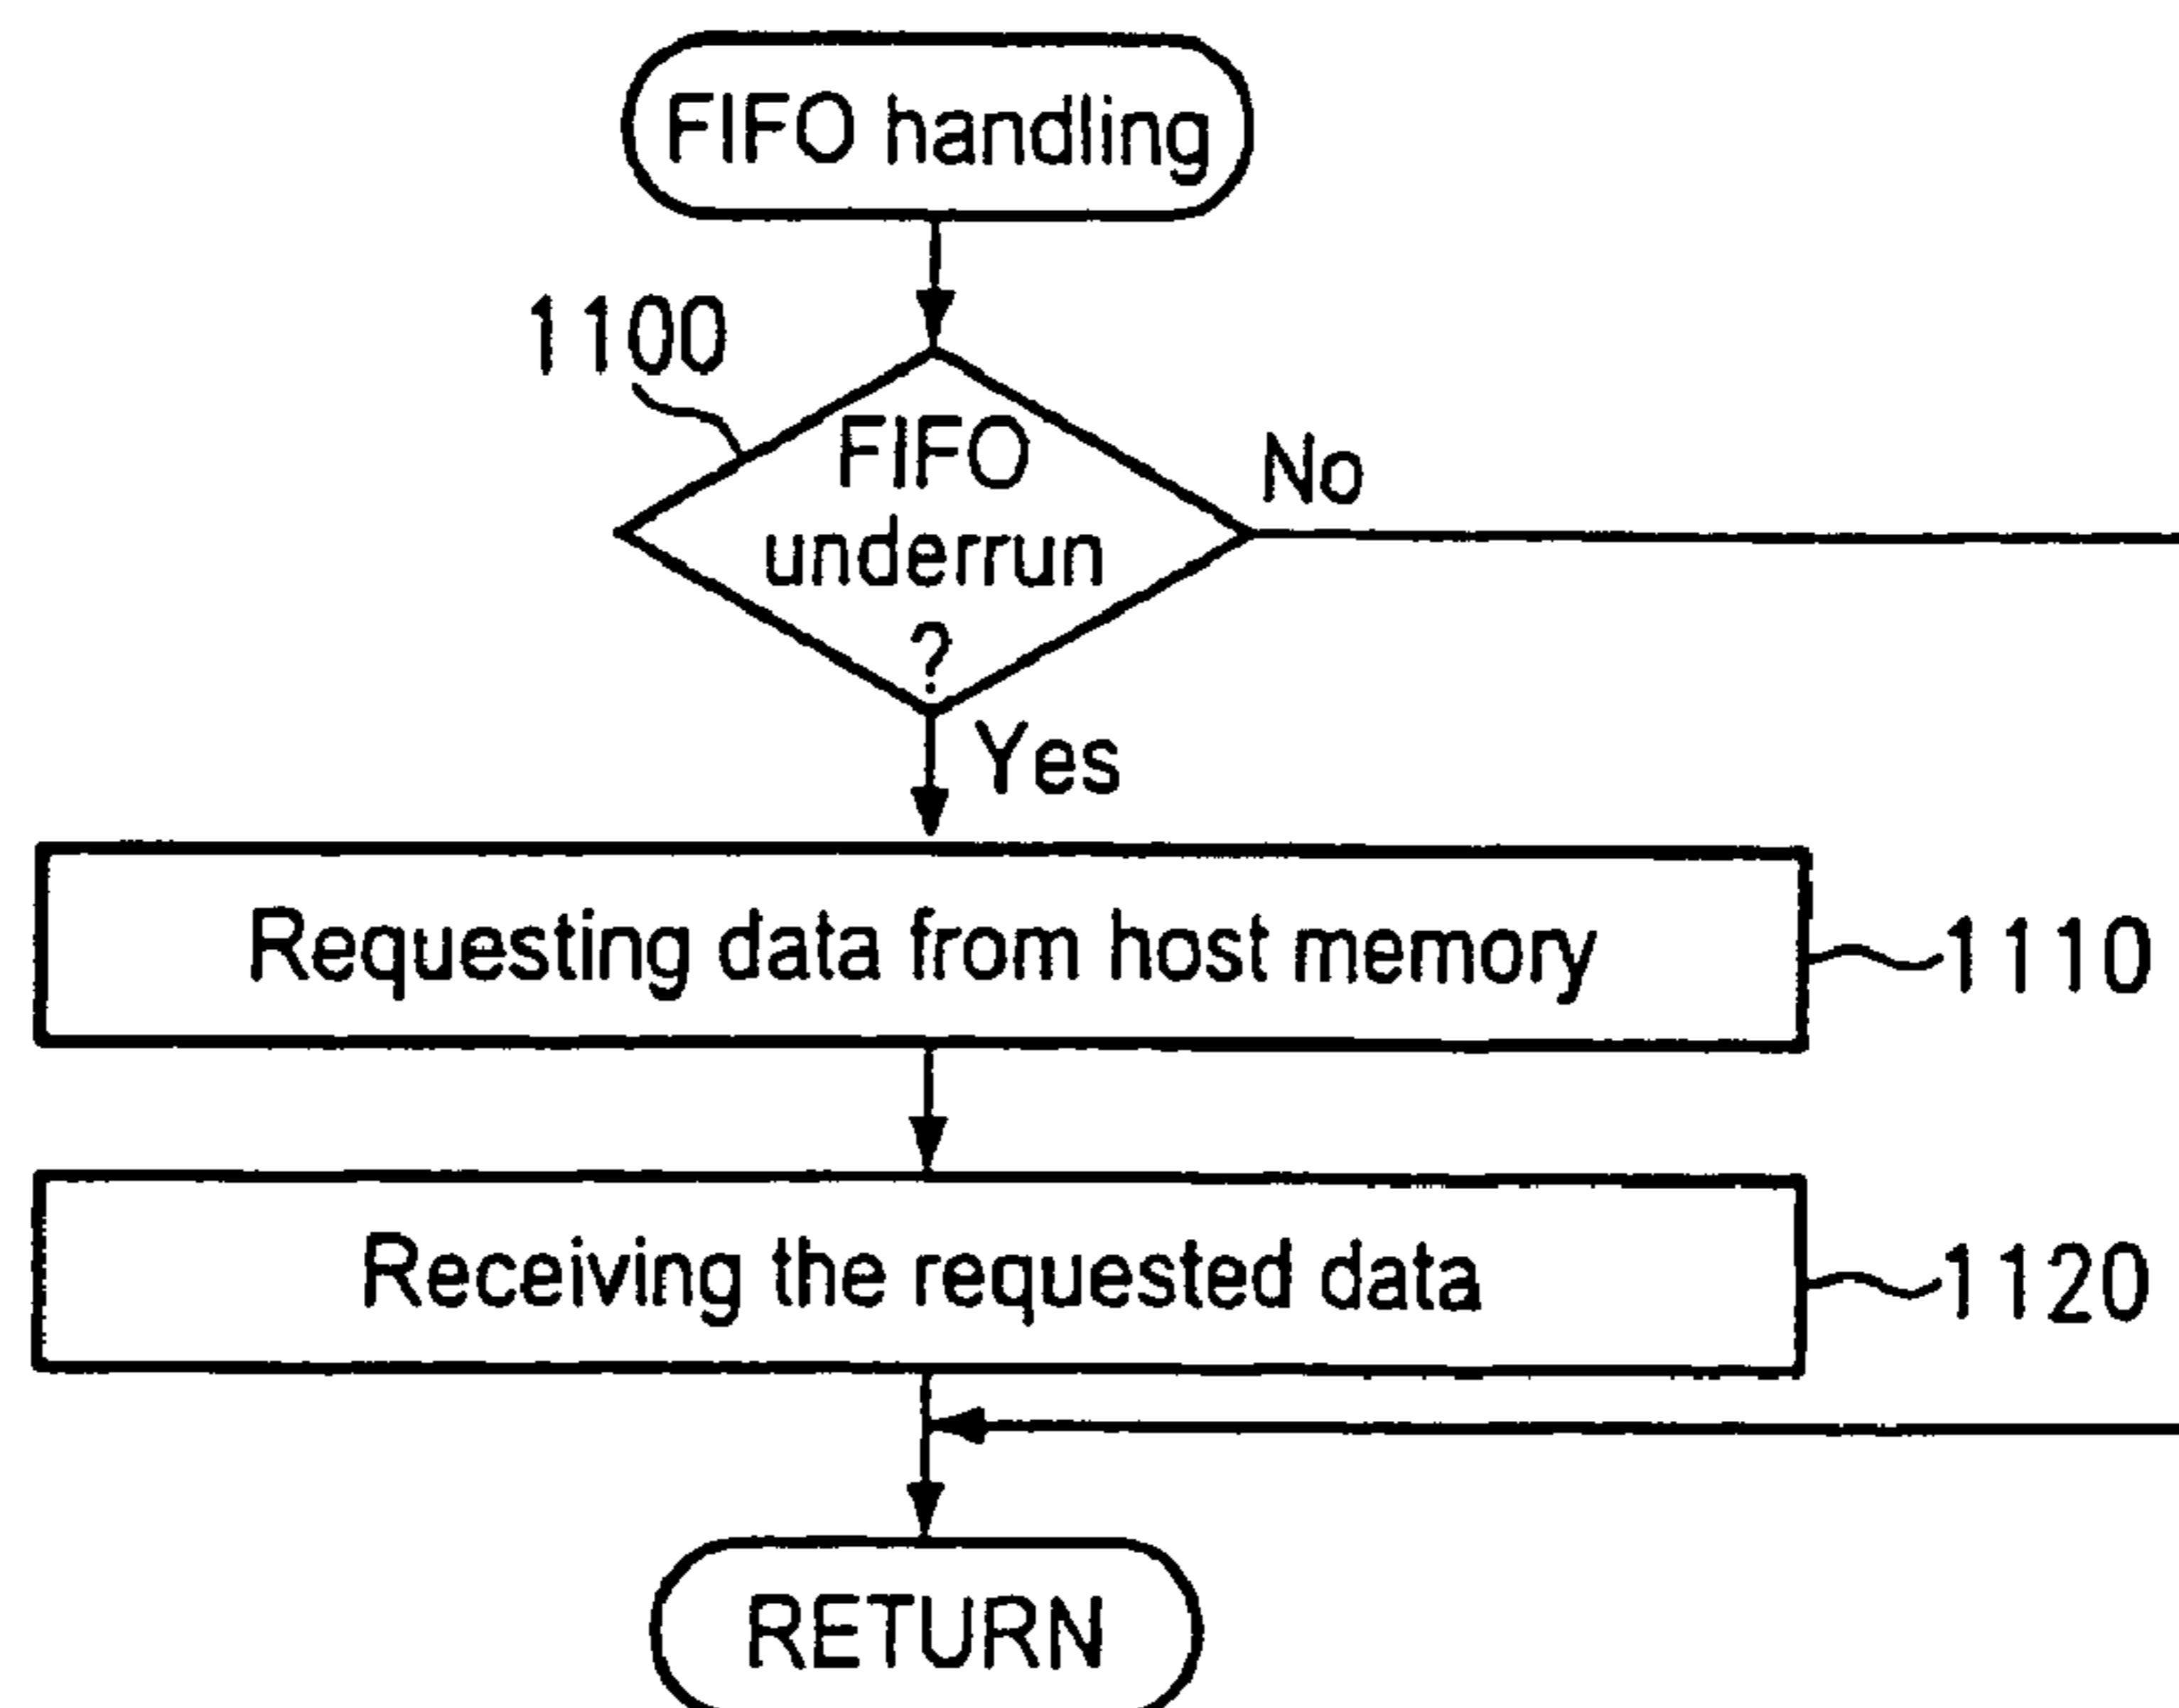 FIFO handling
1100
FIFO
underrun
?
No
Yes
Requesting data from host memory
1110
Receiving the requested data
1120
RETURN